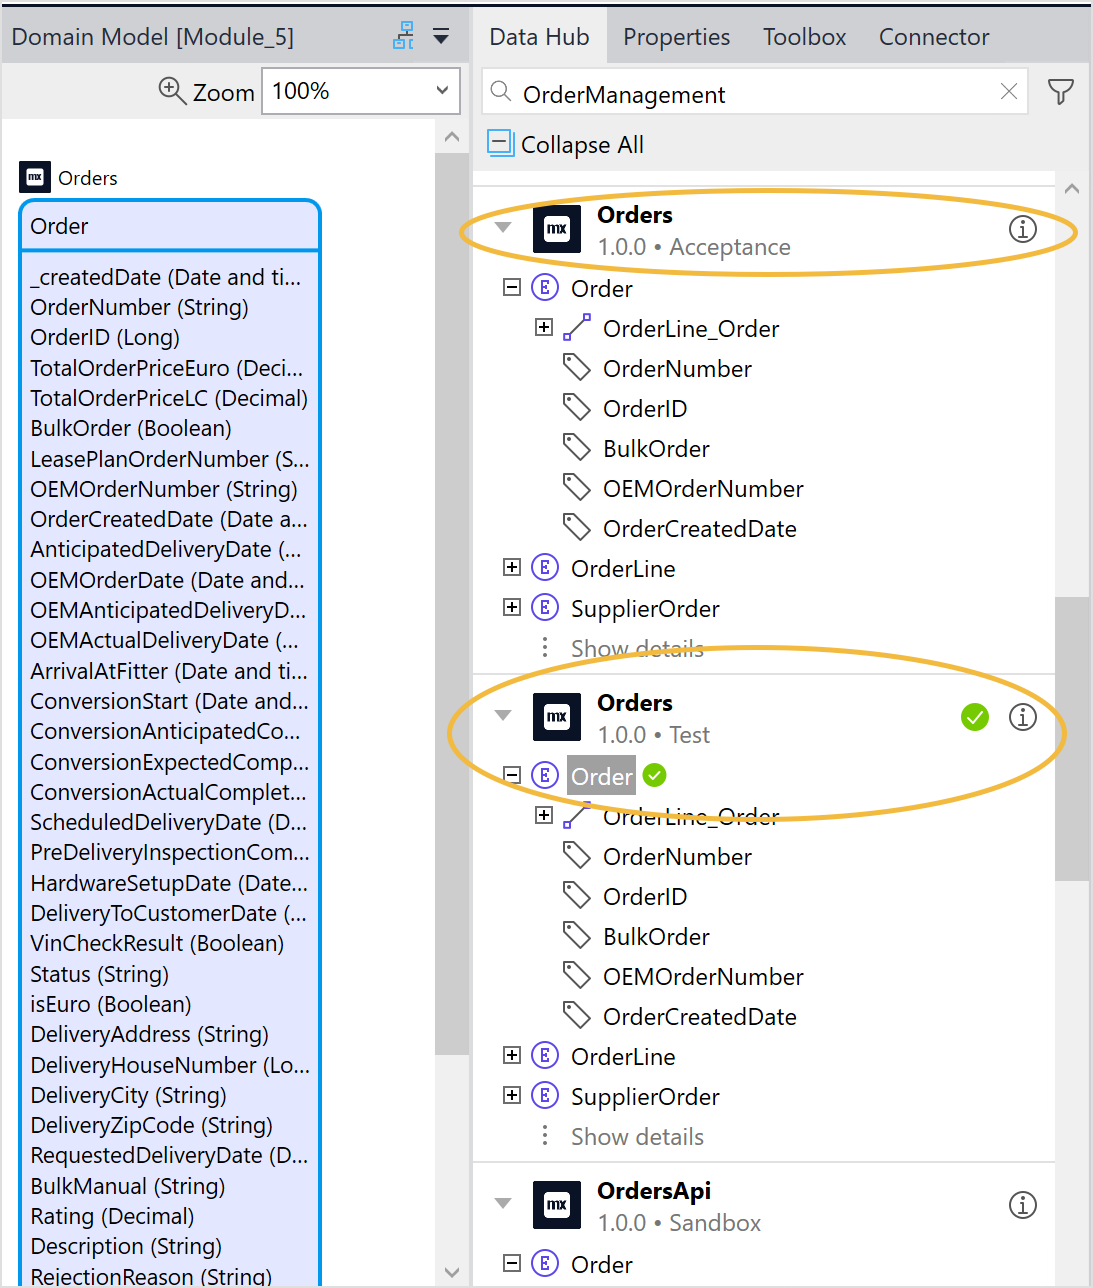 Domain Model [Module_5]
Zoom
100%
mx
Orders
Order
_createdDate (Date and ti...
OrderNumber (String)
OrderID (Long)
TotalOrderPriceEuro (Deci...
TotalOrderPriceLC (Decimal)
BulkOrder (Boolean)
LeasePlanOrderNumber (S...
OEMOrderNumber (String)
OrderCreatedDate (Date a...
AnticipatedDeliveryDate (...
OEMOrderDate (Date and...
OEMAnticipatedDeliveryD...
OEMActualDeliveryDate (...
ArrivalAtFitter (Date and ti...
ConversionStart (Date and...
ConversionAnticipatedCo...
ConversionExpectedComp...
ConversionActualComplet...
ScheduledDeliveryDate (D...
PreDeliveryInspectionCom...
HardwareSetupDate (Date...
DeliveryToCustomerDate (...
VinCheckResult (Boolean)
Status (String)
isEuro (Boolean)
DeliveryAddress (String)
DeliveryHouseNumber (Lo...
DeliveryCity (String)
DeliveryZipCode (String)
RequestedDeliveryDate (D...
BulkManual (String)
Rating (Decimal)
Description (String)
RejectionReason (String)
Data Hub
Properties
Toolbox
Connector
OrderManagement
Collapse All
mx
Orders
1.0.0 • Acceptance
E Order
OrderLine_Order
OrderNumber
OrderID
BulkOrder
OEMOrderNumber
OrderCreatedDate
E OrderLine
E SupplierOrder
Show details
mx
Orders
1.0.0 • Test
E Order
OrderLine_Order
OrderNumber
OrderID
BulkOrder
OEMOrderNumber
OrderCreatedDate
E OrderLine
E SupplierOrder
Show details
mx
OrdersApi
1.0.0 • Sandbox
E Order